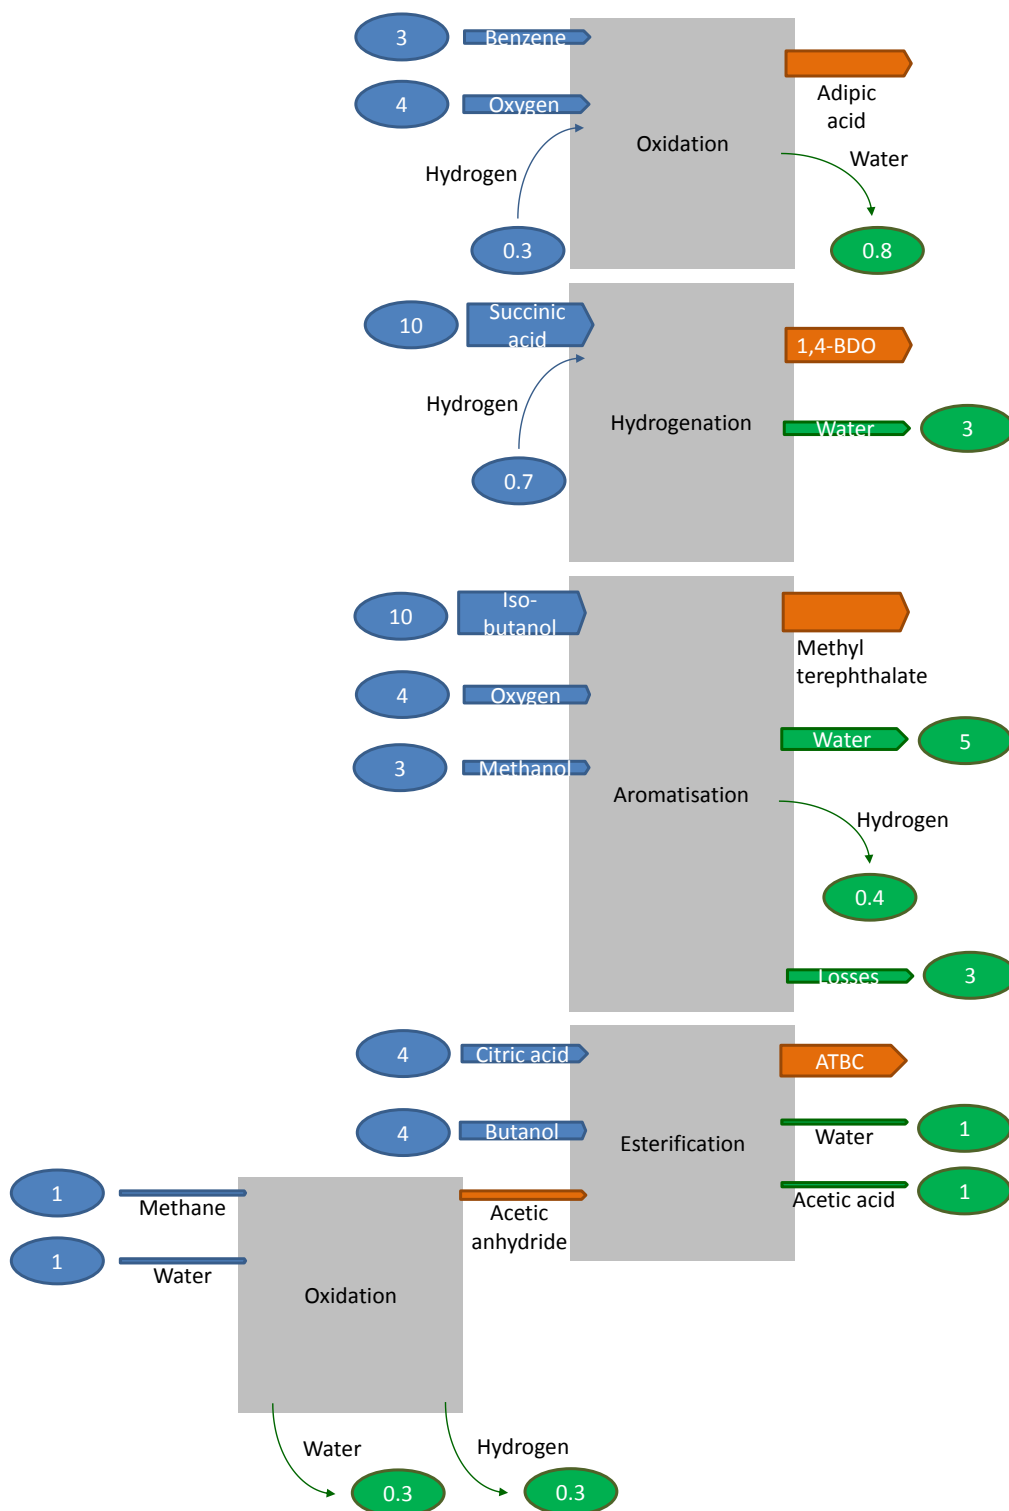 3
Benzene
4
Oxygen
Hydrogen
0.3
Oxidation
Adipic
acid
Water
0.8
10
Succinic
acid
Hydrogen
0.7
Hydrogenation
1,4-BDO
Water
3
10
Iso-
butanol
4
Oxygen
3
Methanol
Aromatisation
Methyl
terephthalate
Water
5
Hydrogen
0.4
Losses
3
4
Citric acid
4
Butanol
Esterification
ATBC
Water
1
Acetic acid
1
1
Methane
1
Water
Oxidation
Acetic
anhydride
Water
0.3
Hydrogen
0.3